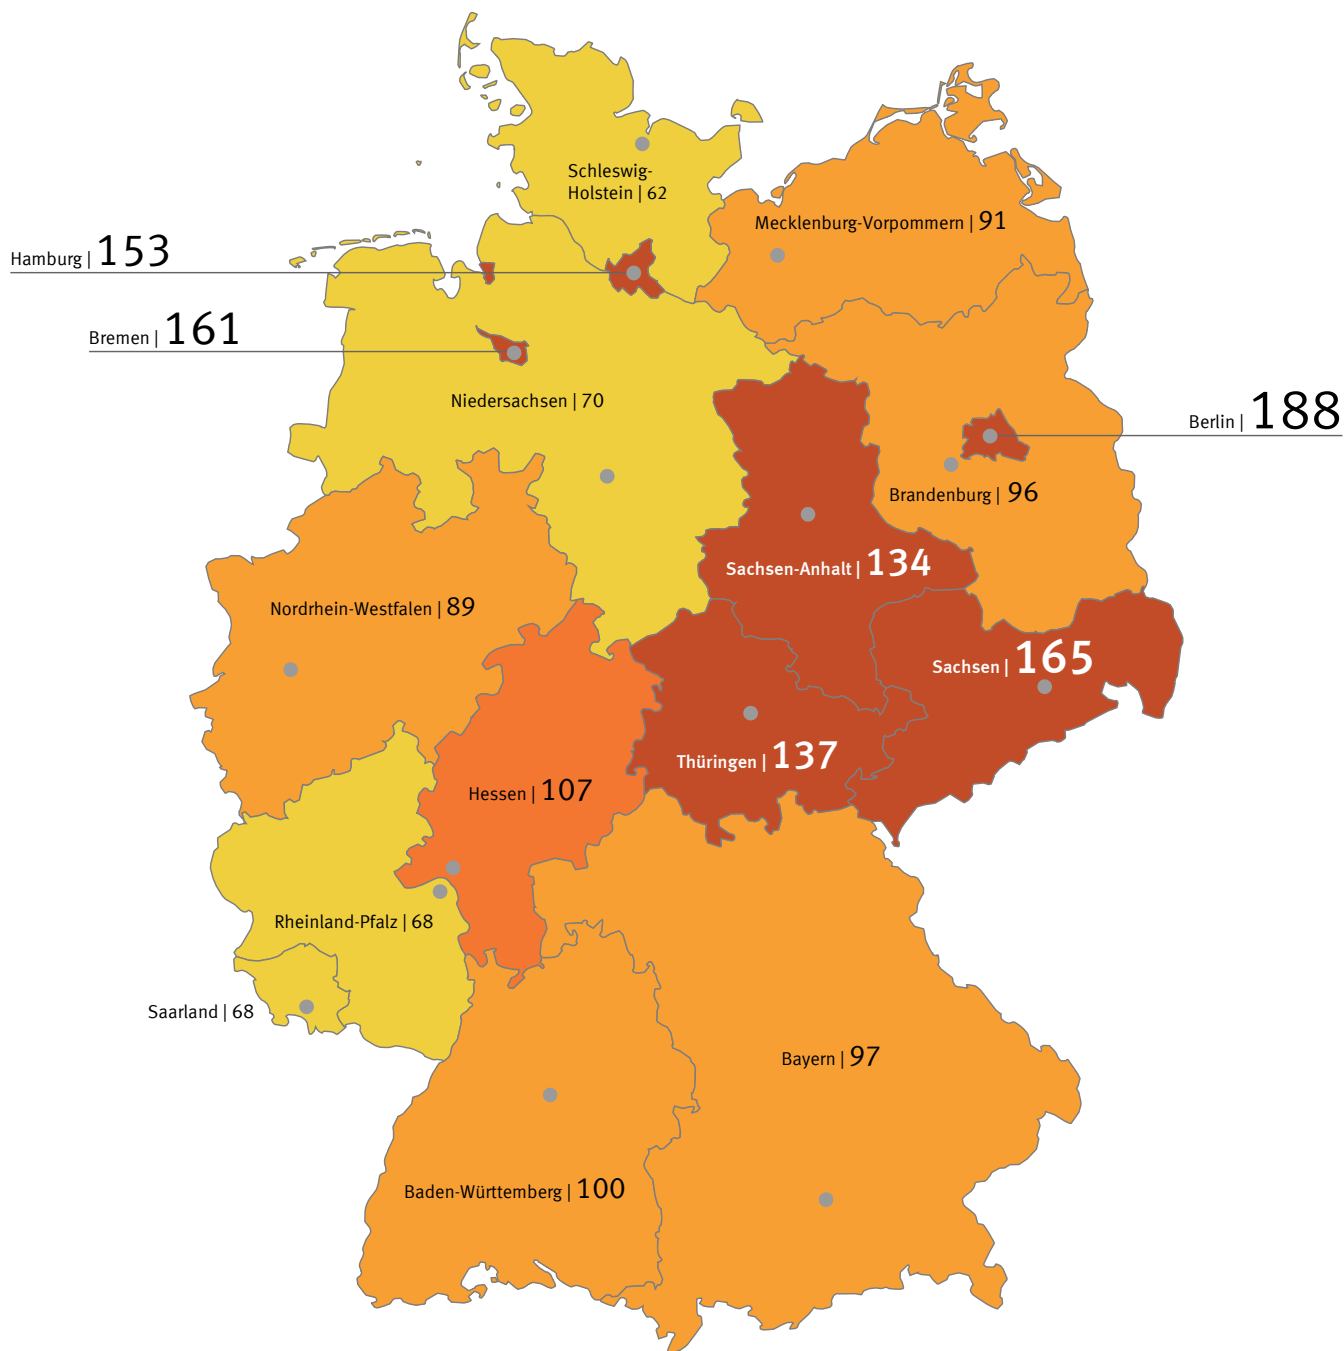 Schleswig-
Holstein | 62
Mecklenburg-Vorpommern | 91
Hamburg | 153
Bremen | 161
Niedersachsen | 70
Berlin | 188
Brandenburg | 96
Sachsen-Anhalt | 134
Nordrhein-Westfalen | 89
Sachsen | 165
Thüringen | 137
Hessen | 107
Rheinland-Pfalz | 68
Saarland | 68
Bayern | 97
Baden-Württemberg | 100